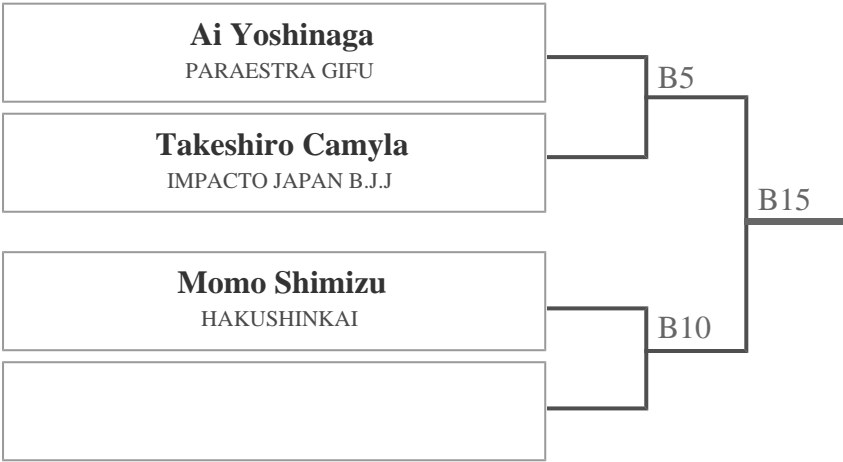 Ai Yoshinaga
PARAESTRA GIFU
B5
Takeshiro Camyla
IMPACTO JAPAN B.J.J
B15
Momo Shimizu
HAKUSHINKAI
B10